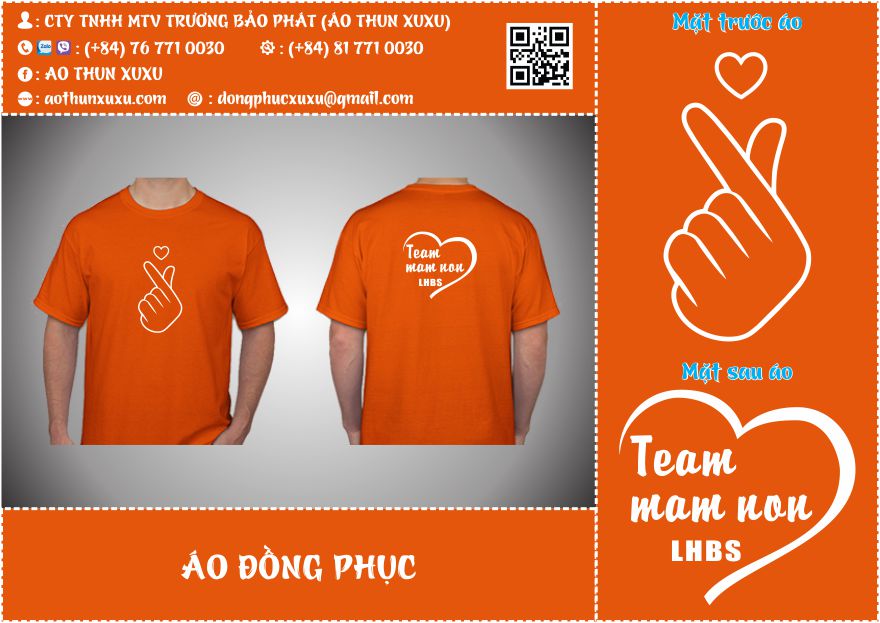 : CTY TNHH MTV TRƯƠNG BẢO PHÁT (ÁO THUN XUXU)
Zalo : (+84) 76 771 0030 : (+84) 81 771 0030
: AO THUN XUXU
www : aothunxuxu.com @ : dongphucxuxu@gmail.com
Mặt trước áo
Team
mam non
LHBS
Mặt sau áo
Team
mam non
LHBS
ÁO ĐỒNG PHỤC